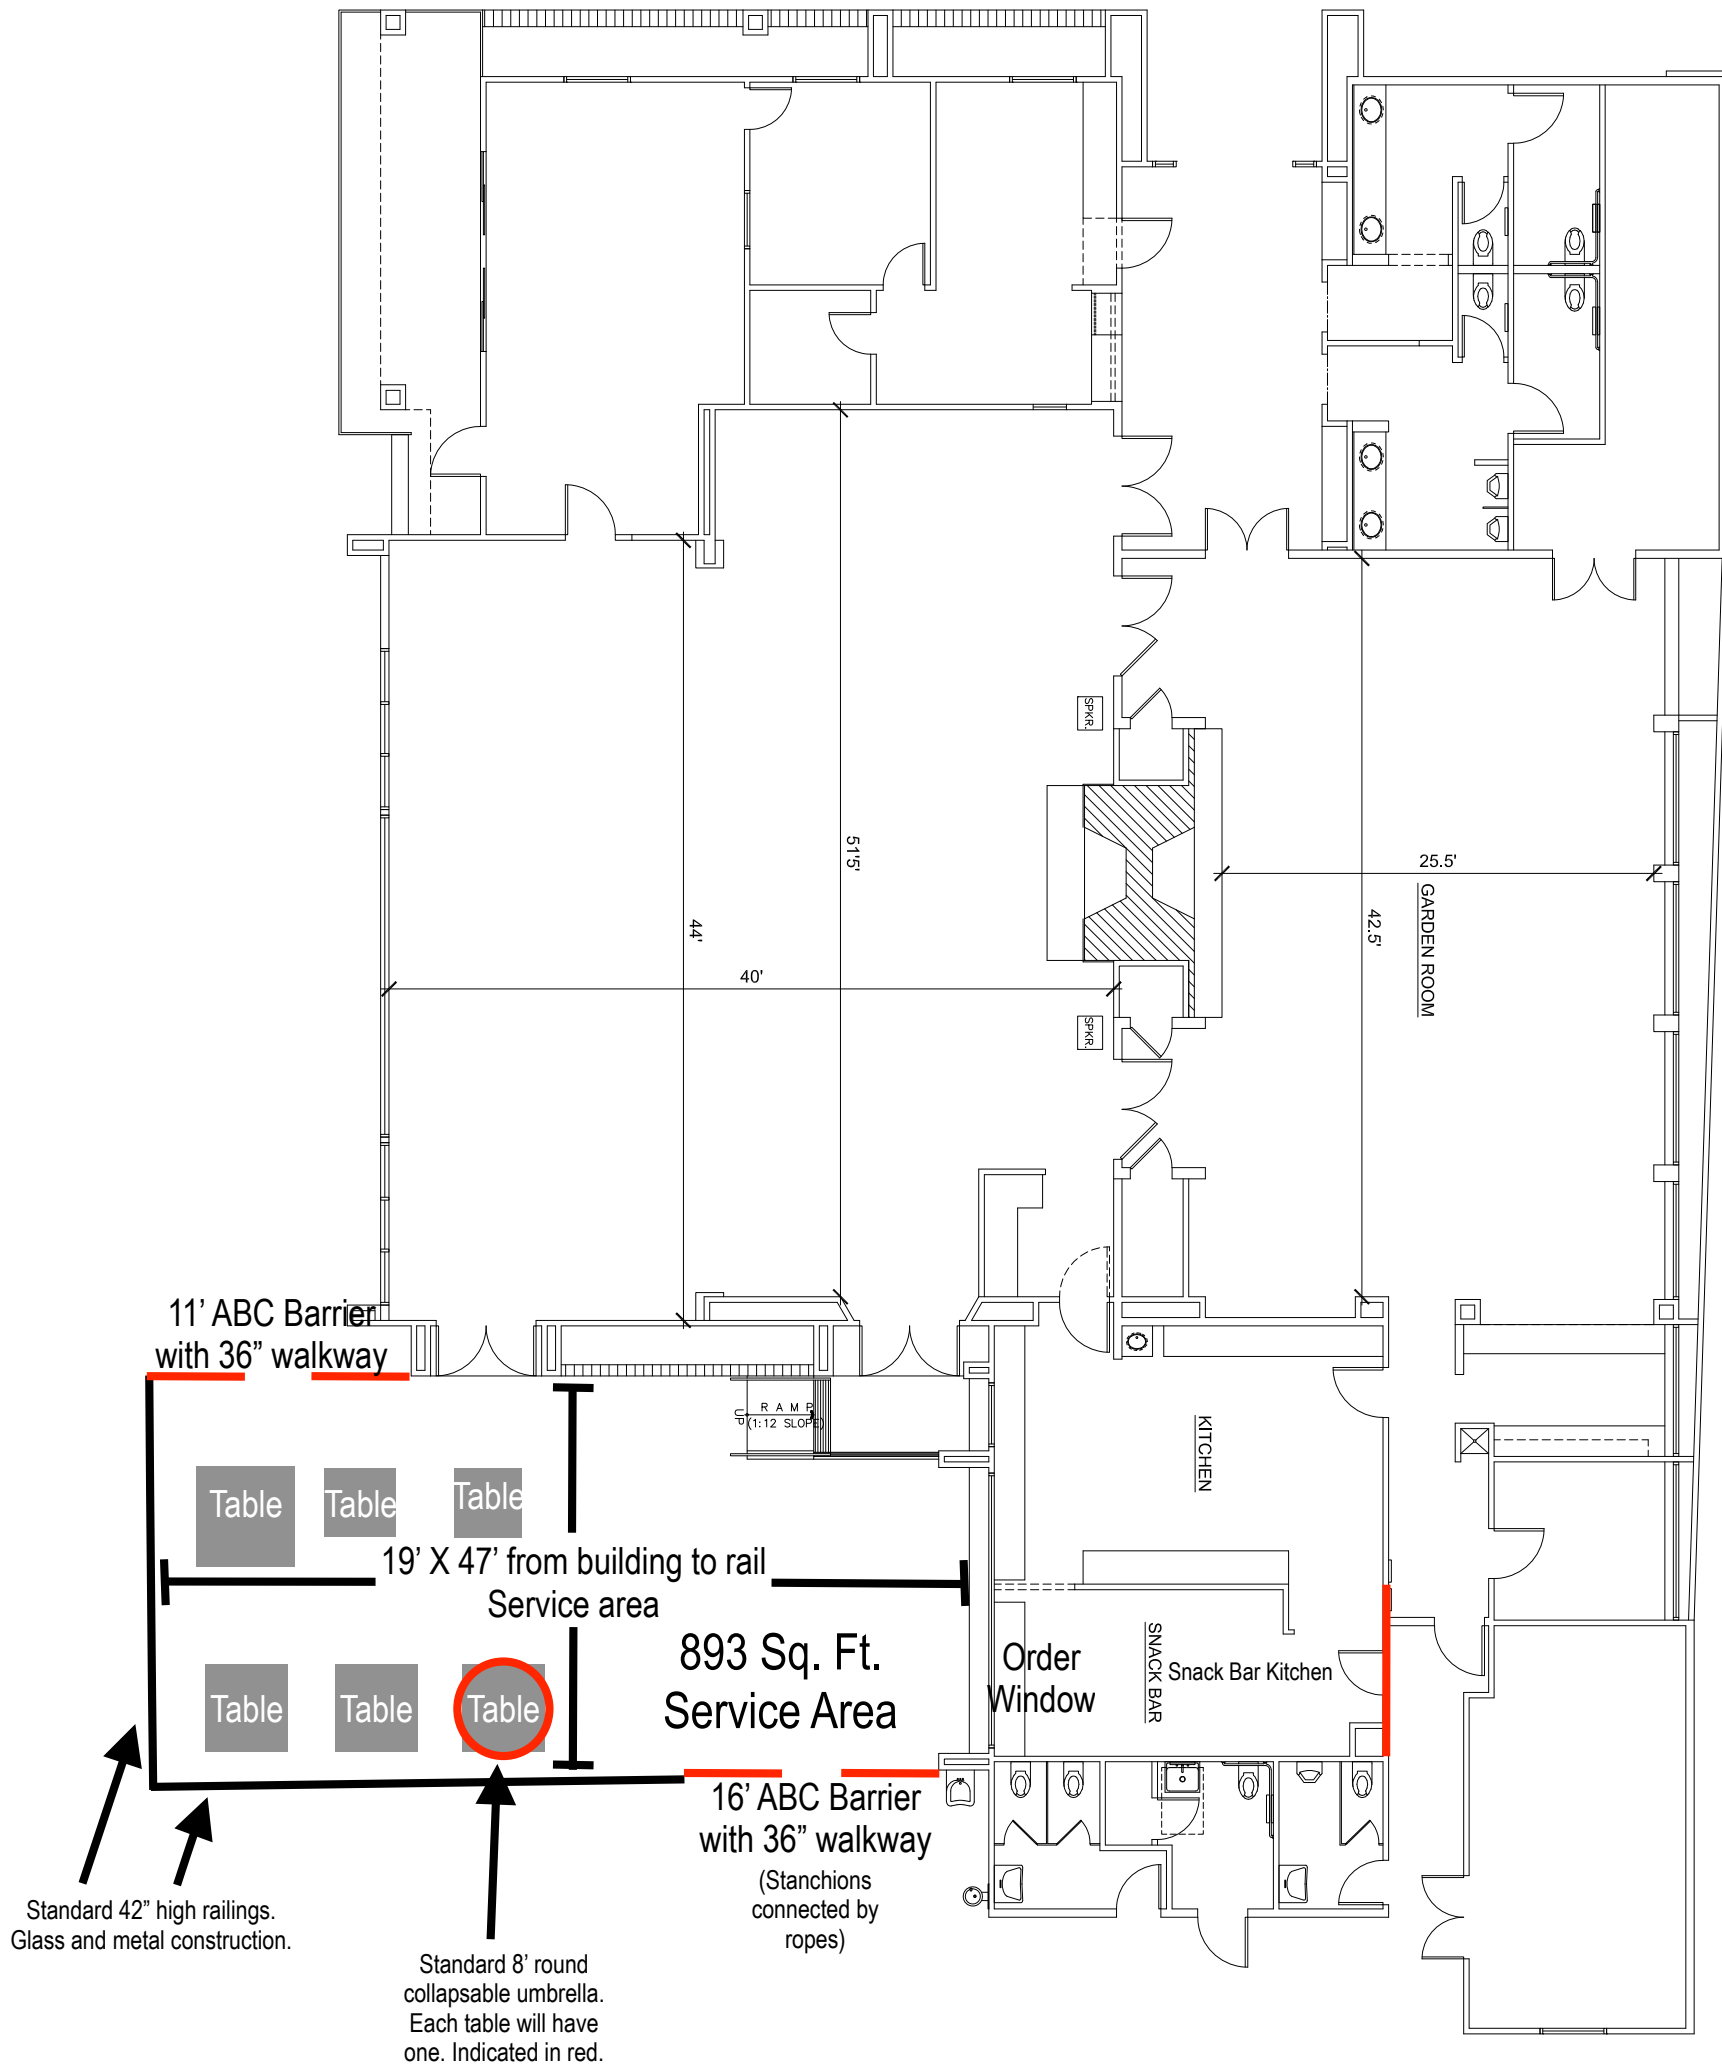 SPKR.
51'5"
25.5'
GARDEN ROOM
42.5'
44'
40'
SPKR.
11’ ABC Barrier
with 36” walkway
RAMP
UP
(1:12 SLOPE)
KITCHEN
Table
Table
Table
19’ X 47’ from building to rail
Service area
893 Sq. Ft.
Service Area
Order
Window
SNACK BAR
Snack Bar Kitchen
Table
Table
Table
16’ ABC Barrier
with 36” walkway
(Stanchions
connected by
ropes)
Standard 42” high railings.
Glass and metal construction.
Standard 8’ round
collapsable umbrella.
Each table will have
one. Indicated in red.